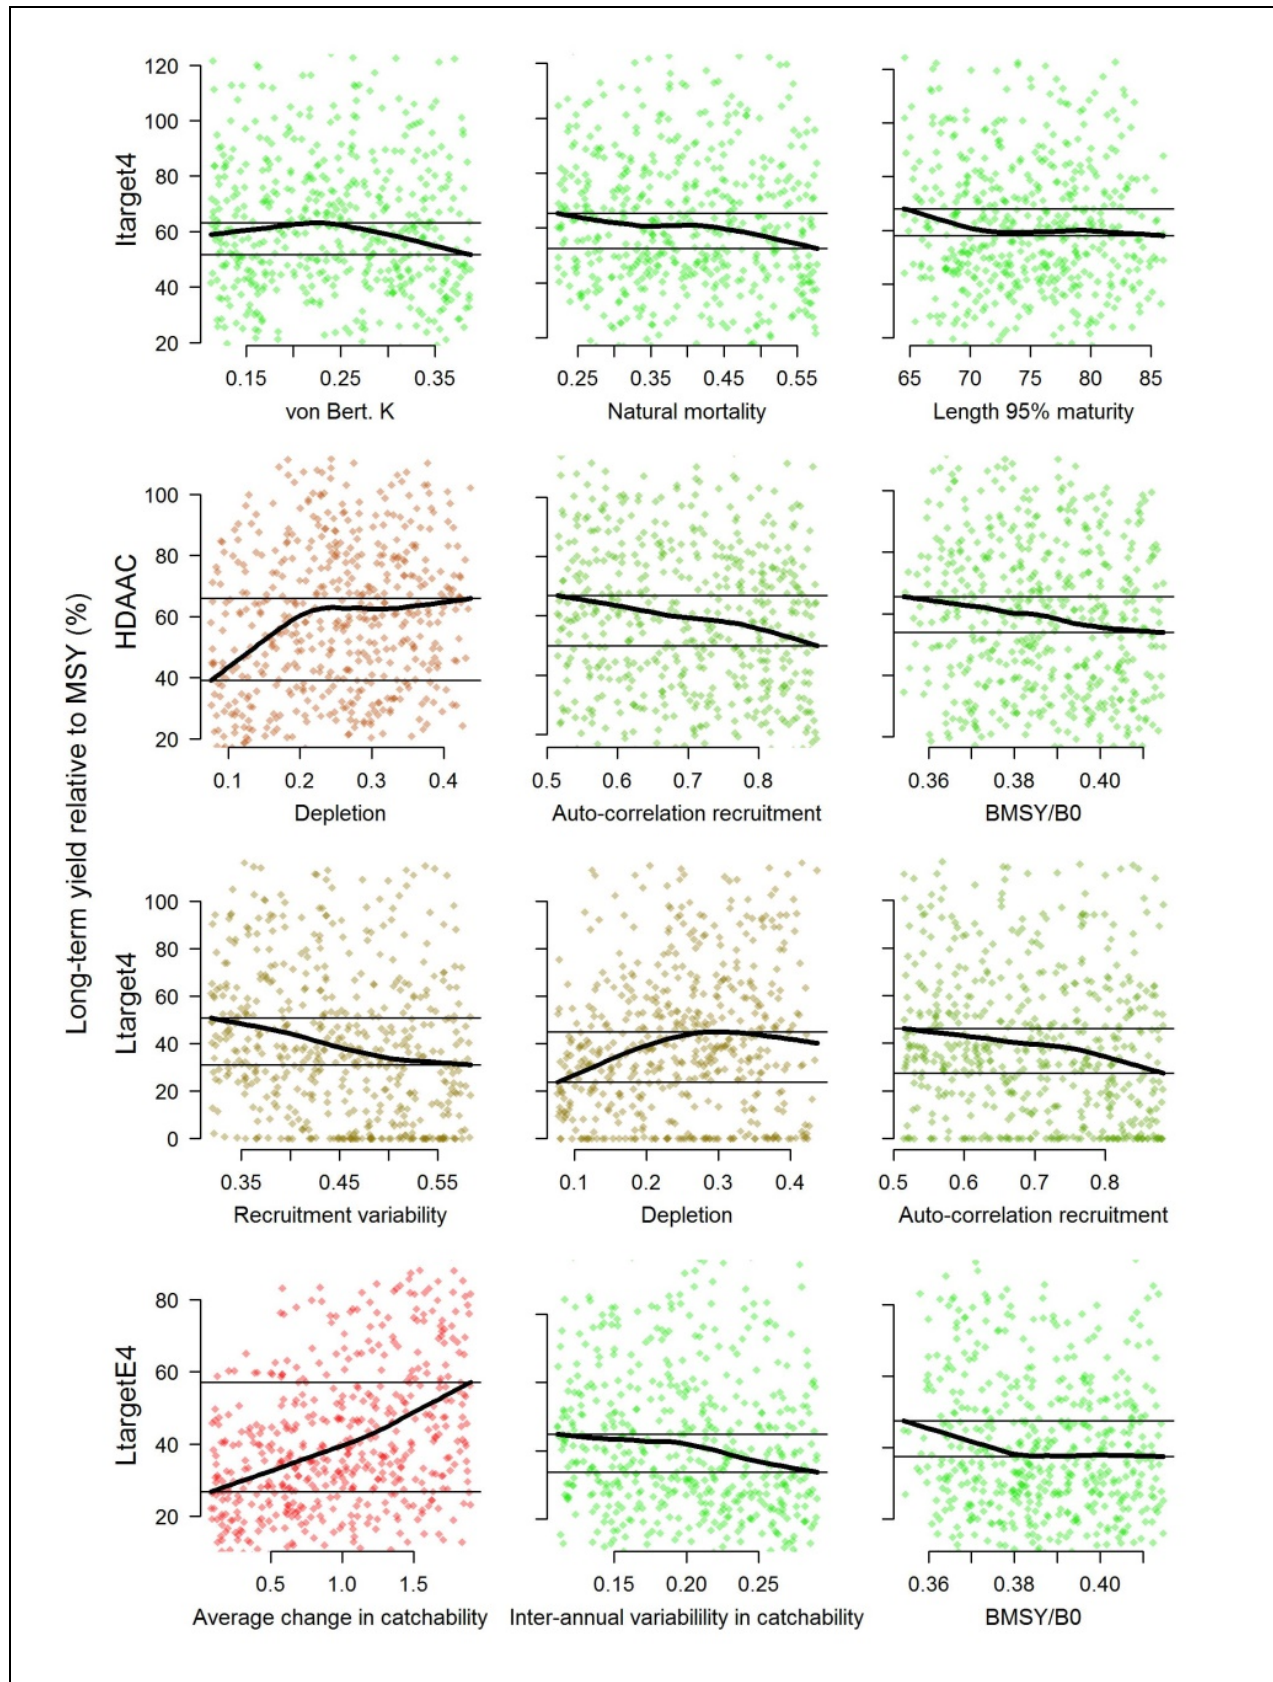 Long-term yield relative to MSY (%)
Itarget4
120
100
80
60
40
20
0.15 0.25 0.35
von Bert. K
0.25 0.35 0.45 0.55
Natural mortality
65 70 75 80 85
Length 95% maturity
HDAAC
100
80
60
40
20
0.1 0.2 0.3 0.4
Depletion
0.5 0.6 0.7 0.8
Auto-correlation recruitment
0.36 0.38 0.40
BMSY/B0
Ltarget4
100
80
60
40
20
0
0.35 0.45 0.55
Recruitment variability
0.1 0.2 0.3 0.4
Depletion
0.5 0.6 0.7 0.8
Auto-correlation recruitment
LtargetE4
80
60
40
20
0.5 1.0 1.5
Average change in catchability
0.15 0.20 0.25
Inter-annual variabilility in catchability
0.36 0.38 0.40
BMSY/B0